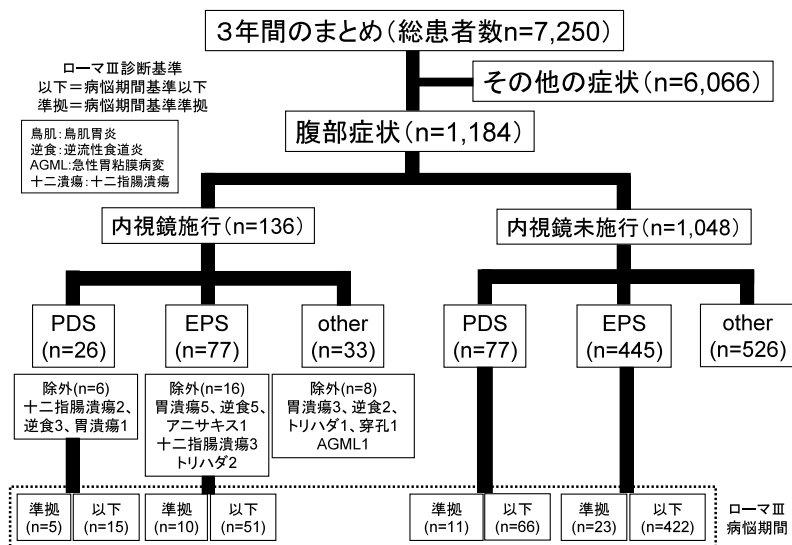 ３年間のまとめ（総患者数n=7,250）
ローマⅢ診断基準
以下＝病悩期間基準以下
準拠＝病悩期間基準準拠
その他の症状（n=6,066）
鳥肌：鳥肌胃炎
逆食：逆流性食道炎
AGML:急性胃粘膜病変
十二潰瘍：十二指腸潰瘍
腹部症状（n=1,184）
内視鏡施行（n=136）
内視鏡未施行（n=1,048）
PDS
(n=26)
EPS
(n=77)
other
(n=33)
PDS
(n=77)
EPS
(n=445)
other
(n=526)
除外(n=6)
十二指腸潰瘍2、
逆食3、胃潰瘍1
除外(n=16)
胃潰瘍5、逆食5、
アニサキス1
十二指腸潰瘍3
トリハダ2
除外(n=8)
胃潰瘍3、逆食2、
トリハダ1、穿孔1
AGML1
準拠
(n=5)
以下
(n=15)
準拠
(n=10)
以下
(n=51)
準拠
(n=11)
以下
(n=66)
準拠
(n=23)
以下
(n=422)
ローマⅢ
病悩期間